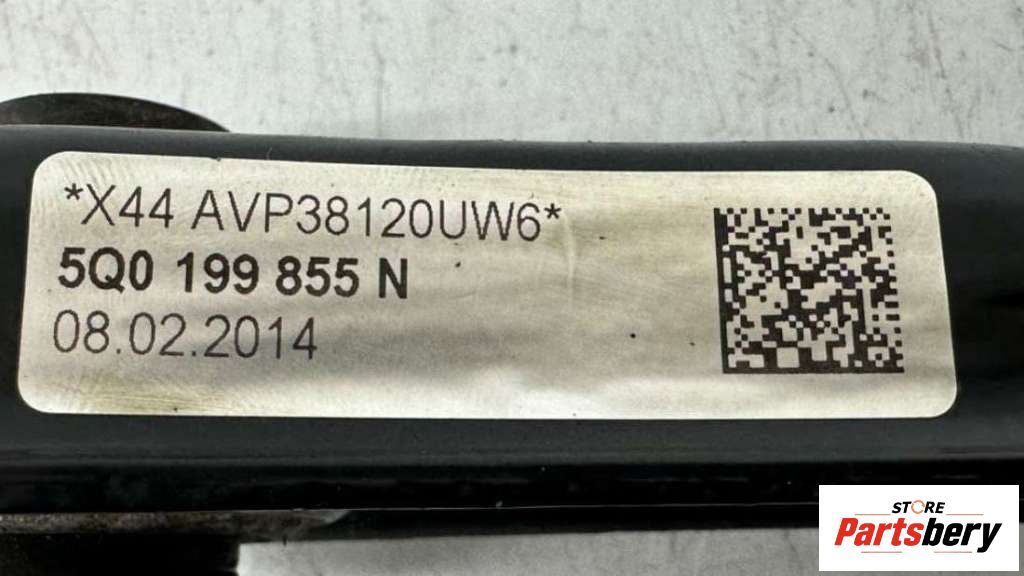 *X44 AVP38120UW6*
5Q0 199 855 N
08.02.2014
STORE
Partsbery